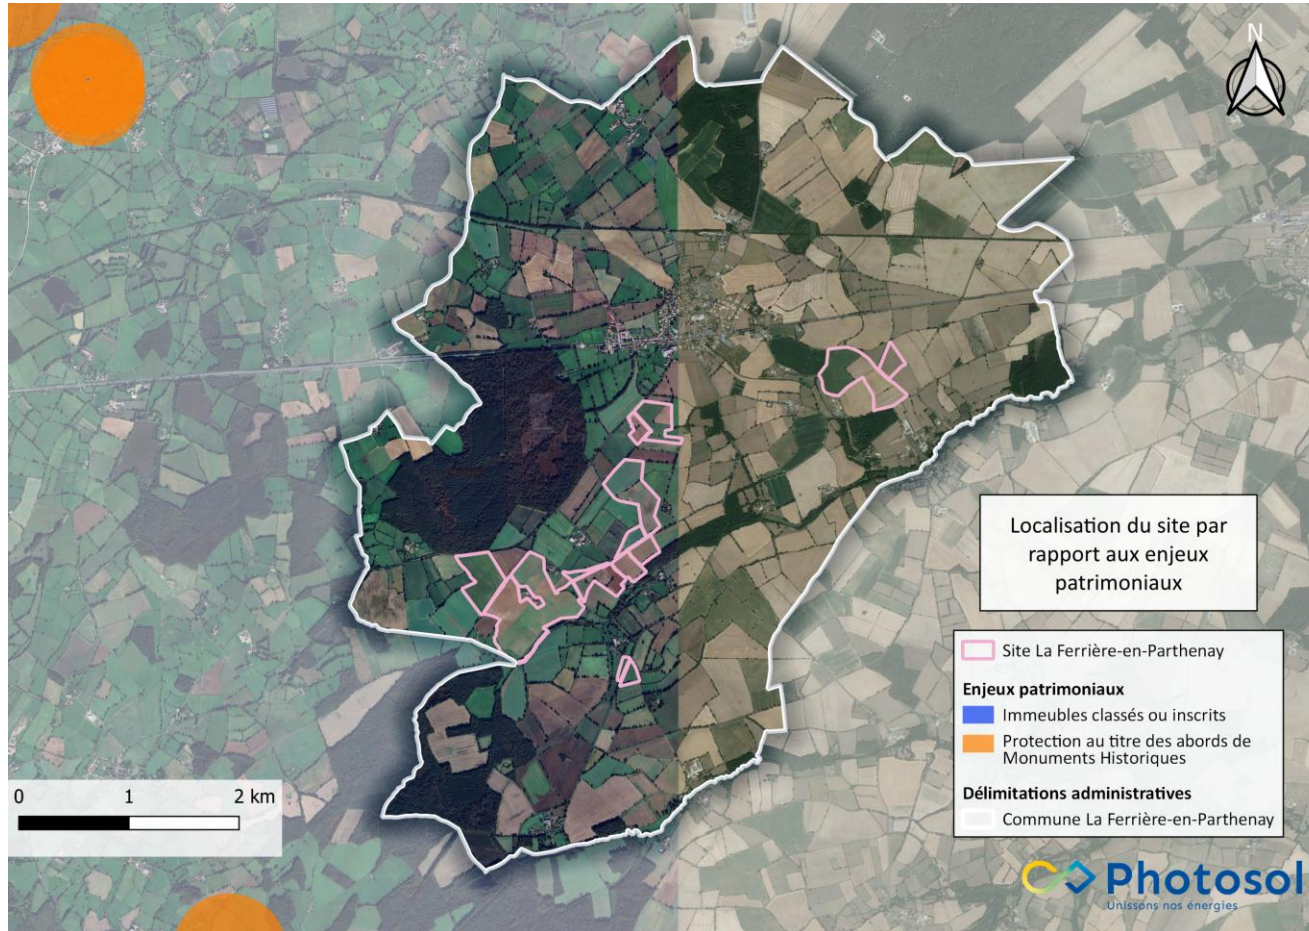 N
Localisation du site par
rapport aux enjeux
patrimoniaux
Site La Ferrière-en-Parthenay
Enjeux patrimoniaux
Immeubles classés ou inscrits
Protection au titre des abords de
Monuments Historiques
Délimitations administratives
Commune La Ferrière-en-Parthenay
0 1 2 km
Photosol
Unissons nos énergies